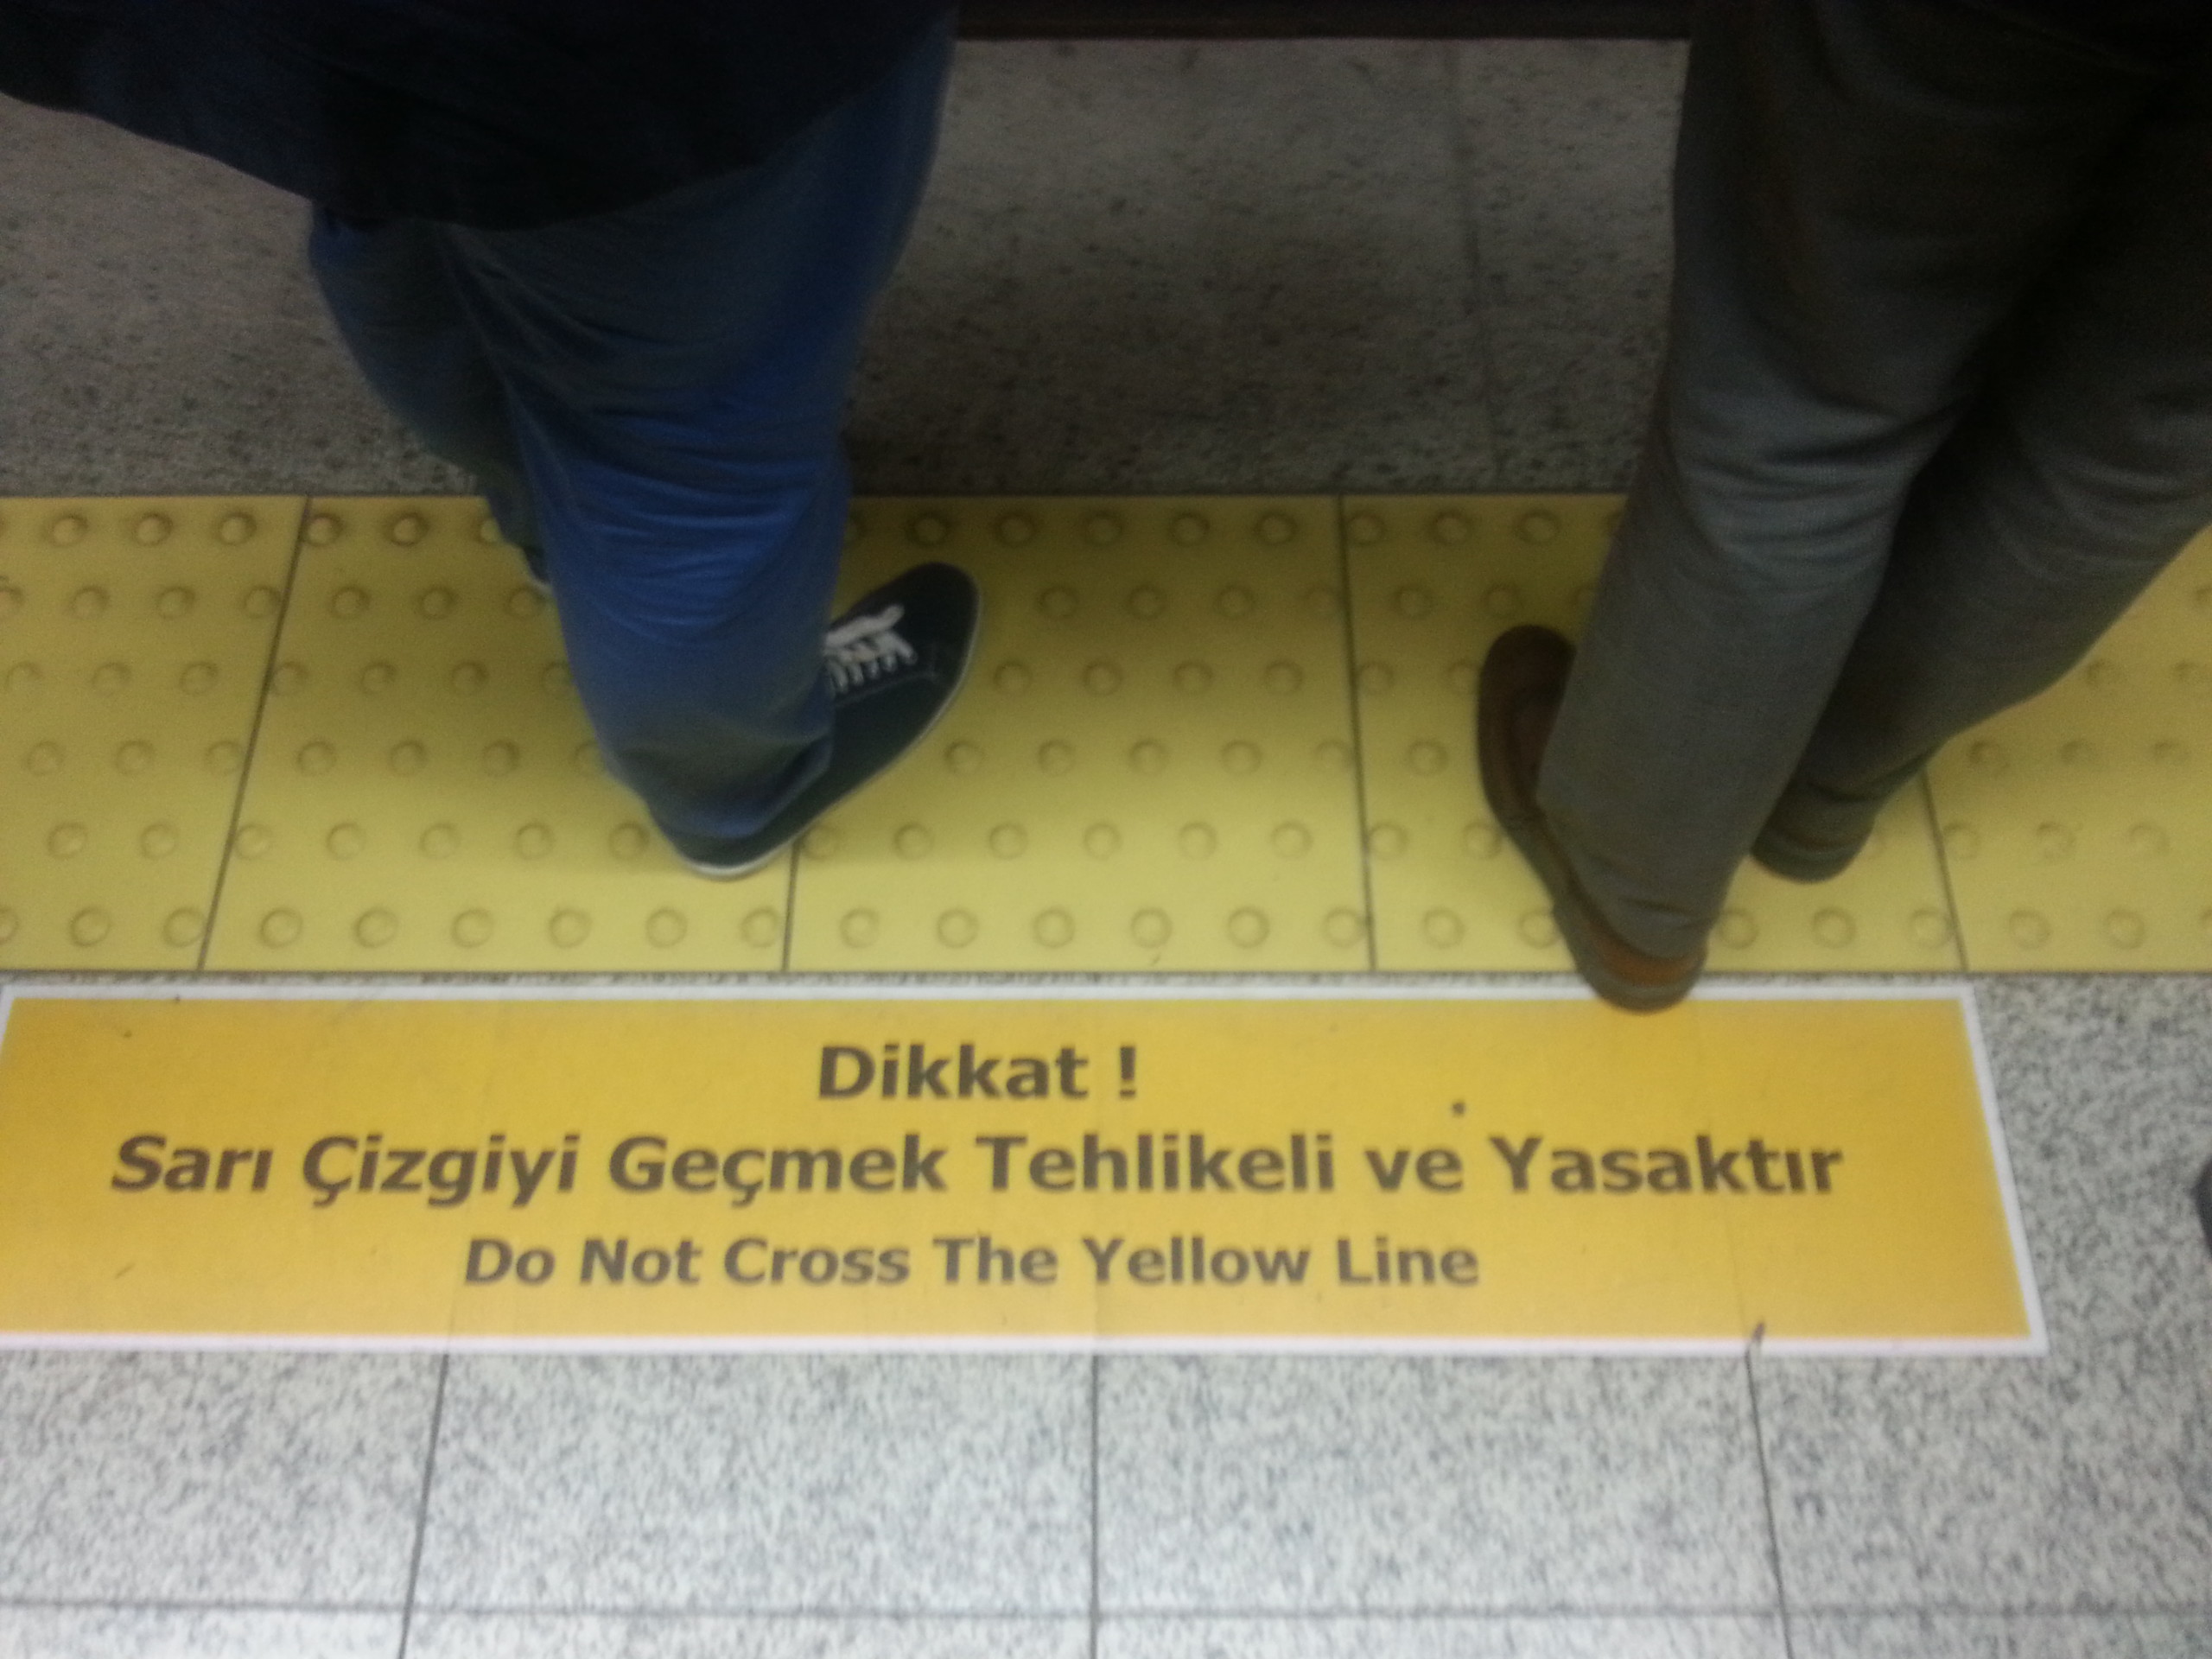 Dikkat !
Sarı Çizgiyi Geçmek Tehlikeli ve Yasaktır
Do Not Cross The Yellow Line